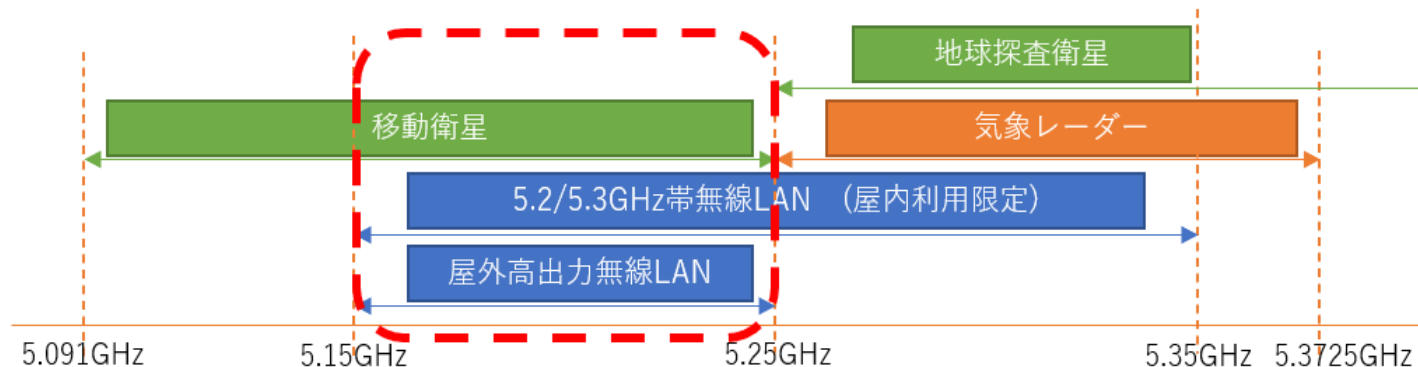 地球探査衛星
移動衛星
気象レーダー
5.2/5.3GHz帯無線LAN (屋内利用限定)
屋外高出力無線LAN
5.091GHz
5.15GHz
5.25GHz
5.35GHz
5.3725GHz